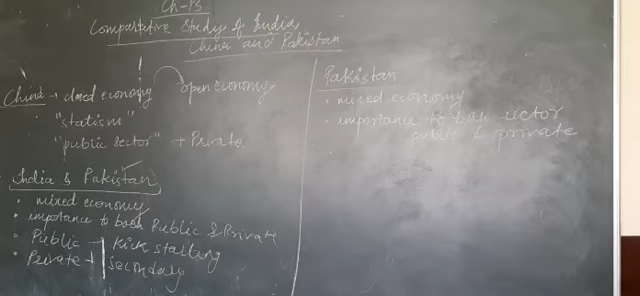 Ch-13
Comparative Study of India,
China and Pakistan
China → closed economy open economy
"statism"
"public sector" + Private.
India & Pakistan
• mixed economy
• importance to both Public & Private
• Public → kick starting
• Private → secondary
Pakistan
• mixed economy
• importance to both sector
public & private